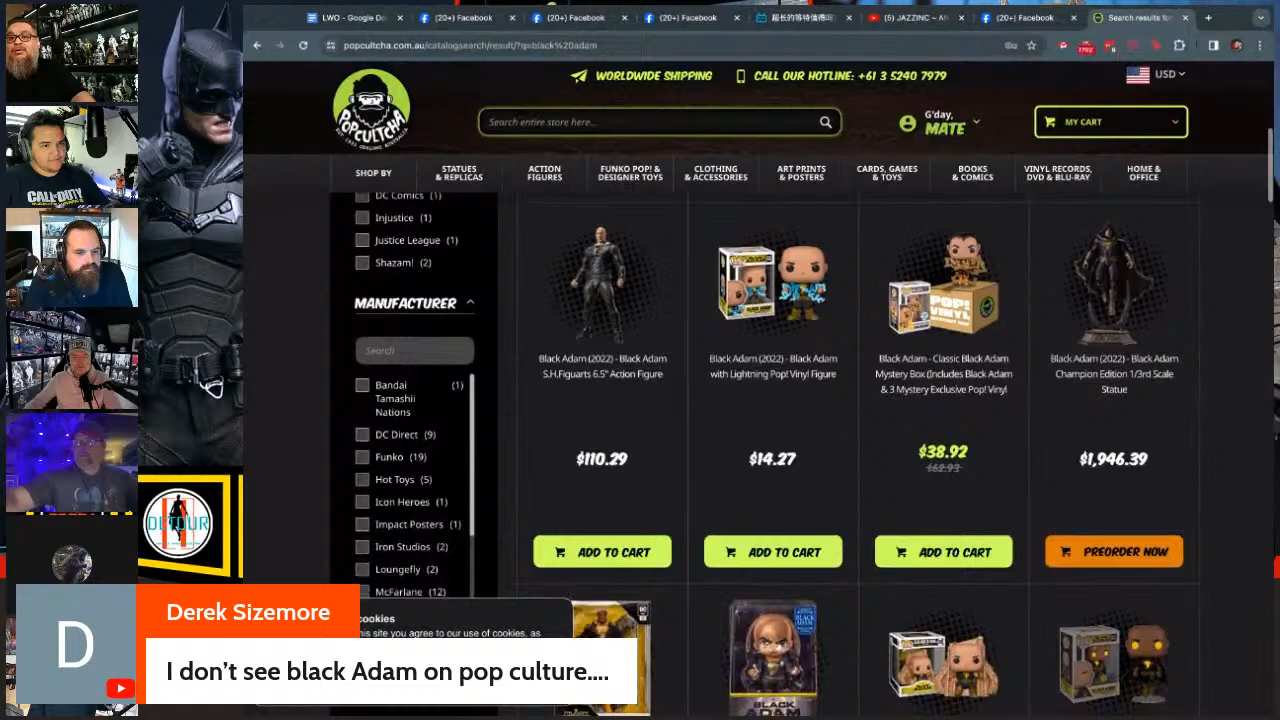 LWO - Google Do
(20+) Facebook
(20+) Facebook
(20+) Facebook
超长的等待值得
(5) JAZZINC – AN
(20+) Facebook
Search results for
popcultcha.com.au/catalogsearch/result/?q=black%20adam
WORLDWIDE SHIPPING
CALL OUR HOTLINE: +61 3 5240 7979
USD
POPCULTCHA
Search entire store here...
G'day,
MATE
MY CART
SHOP BY
STATUES
& REPLICAS
ACTION
FIGURES
FUNKO POP! &
DESIGNER TOYS
CLOTHING
& ACCESSORIES
ART PRINTS
& POSTERS
CARDS, GAMES
& TOYS
BOOKS
& COMICS
VINYL RECORDS,
DVD & BLU-RAY
HOME &
OFFICE
DC Comics (1)
Injustice (1)
Justice League (1)
Shazam! (2)
MANUFACTURER
Search
Bandai (1)
Tamashii
Nations
DC Direct (9)
Funko (19)
Hot Toys (5)
Icon Heroes (1)
Impact Posters (1)
Iron Studios (2)
Loungefly (2)
McFarlane (12)
Black Adam (2022) - Black Adam
S.H.Figuarts 6.5" Action Figure
$110.29
ADD TO CART
Black Adam (2022) - Black Adam
with Lightning Pop! Vinyl Figure
$14.27
ADD TO CART
POP!
VINYL
Black Adam - Classic Black Adam
Mystery Box (Includes Black Adam
& 3 Mystery Exclusive Pop! Vinyl
$38.92
$62.93
ADD TO CART
Black Adam (2022) - Black Adam
Champion Edition 1/3rd Scale
Statue
$1,946.39
PREORDER NOW
CALL OF DUTY
DETOUR
cookies
his site you agree to our use of cookies, as
BLACK
ADAM
D
Derek Sizemore
I don't see black Adam on pop culture....